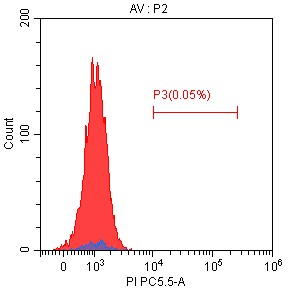 AV : P2
200
P3(0.05%)
Count
100
0
0 10³ 10⁴ 10⁵ 10⁶
PI PC5.5-A